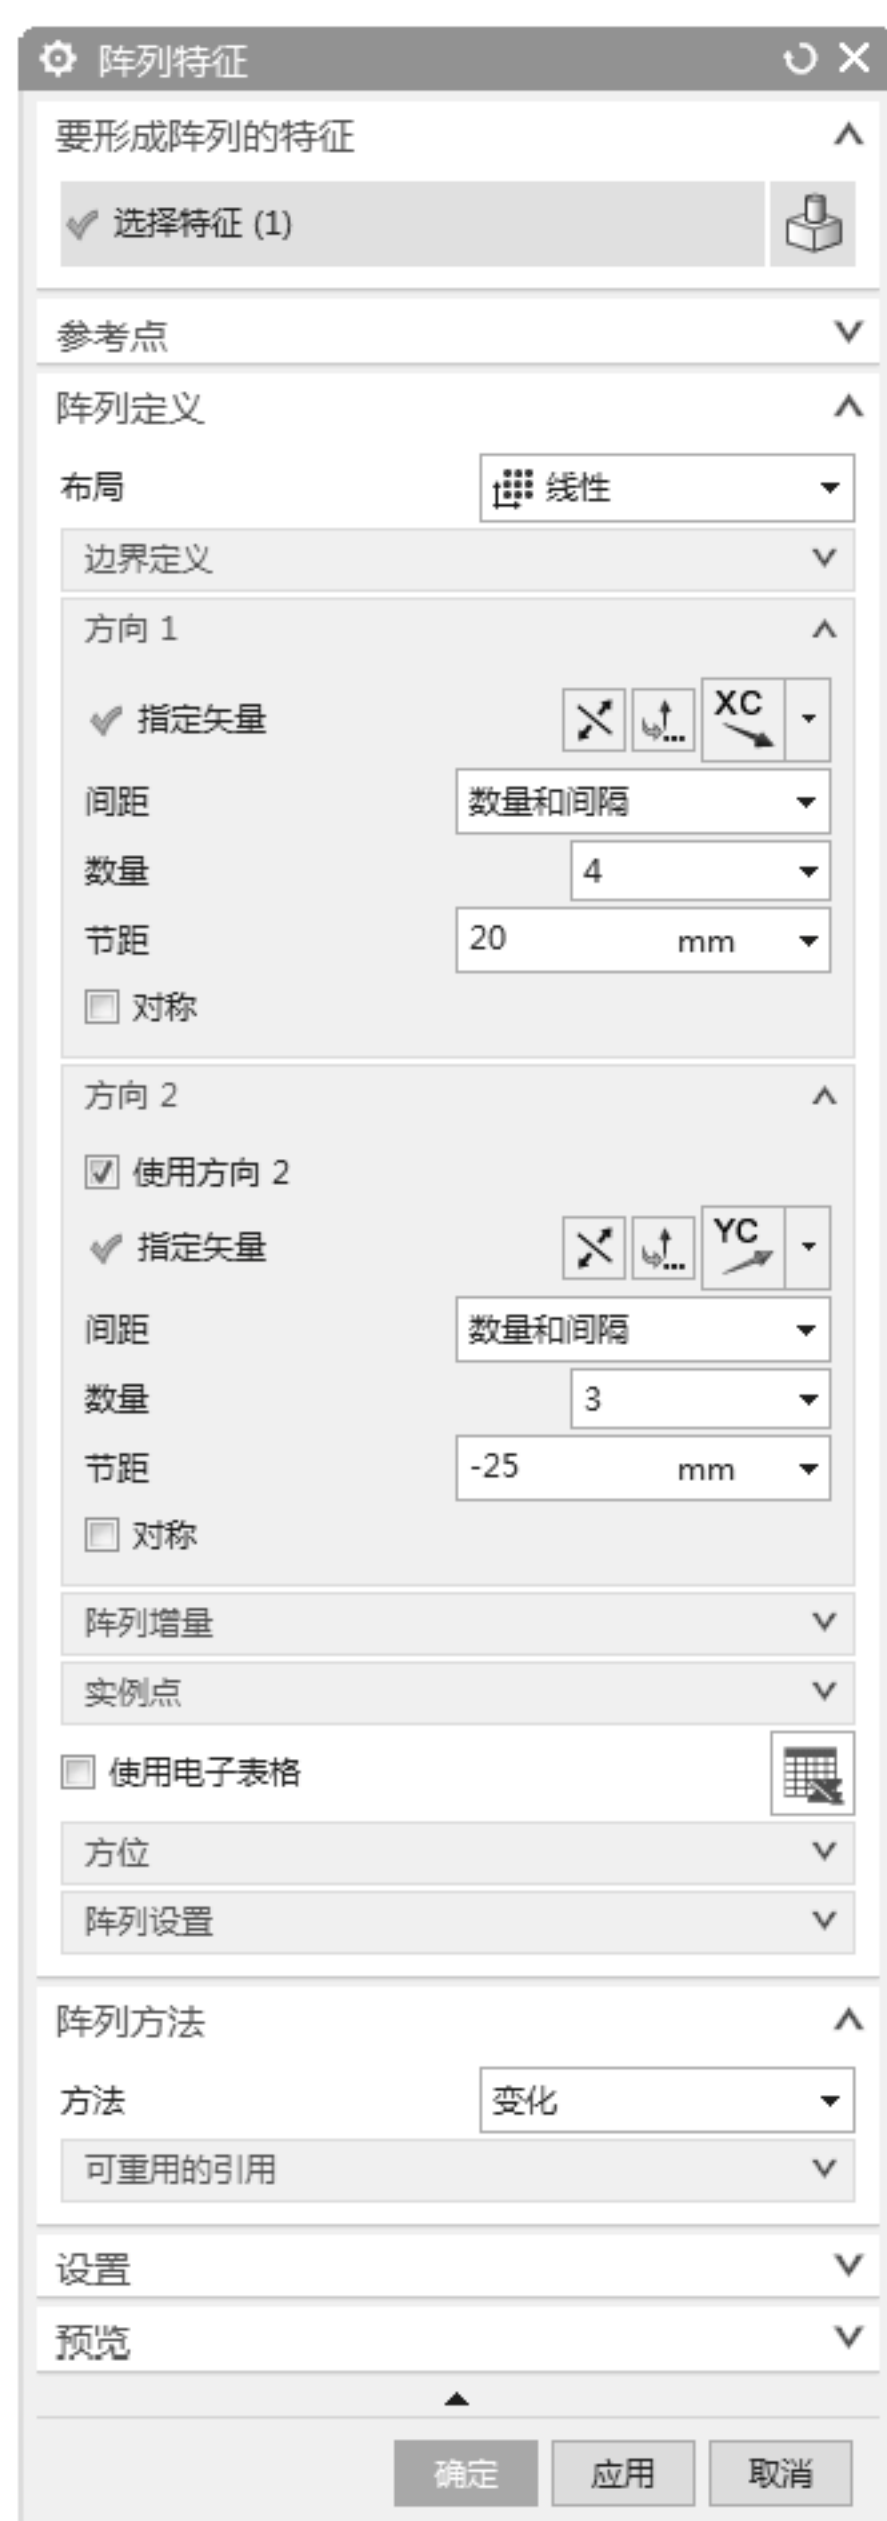 阵列特征
要形成阵列的特征
选择特征 (1)
参考点
阵列定义
布局 线性
边界定义
方向 1
指定矢量 XC
间距 数量和间隔
数量 4
节距 20 mm
对称
方向 2
使用方向 2
指定矢量 YC
间距 数量和间隔
数量 3
节距 -25 mm
对称
阵列增量
实例点
使用电子表格
方位
阵列设置
阵列方法
方法 变化
可重用的引用
设置
预览
确定 应用 取消